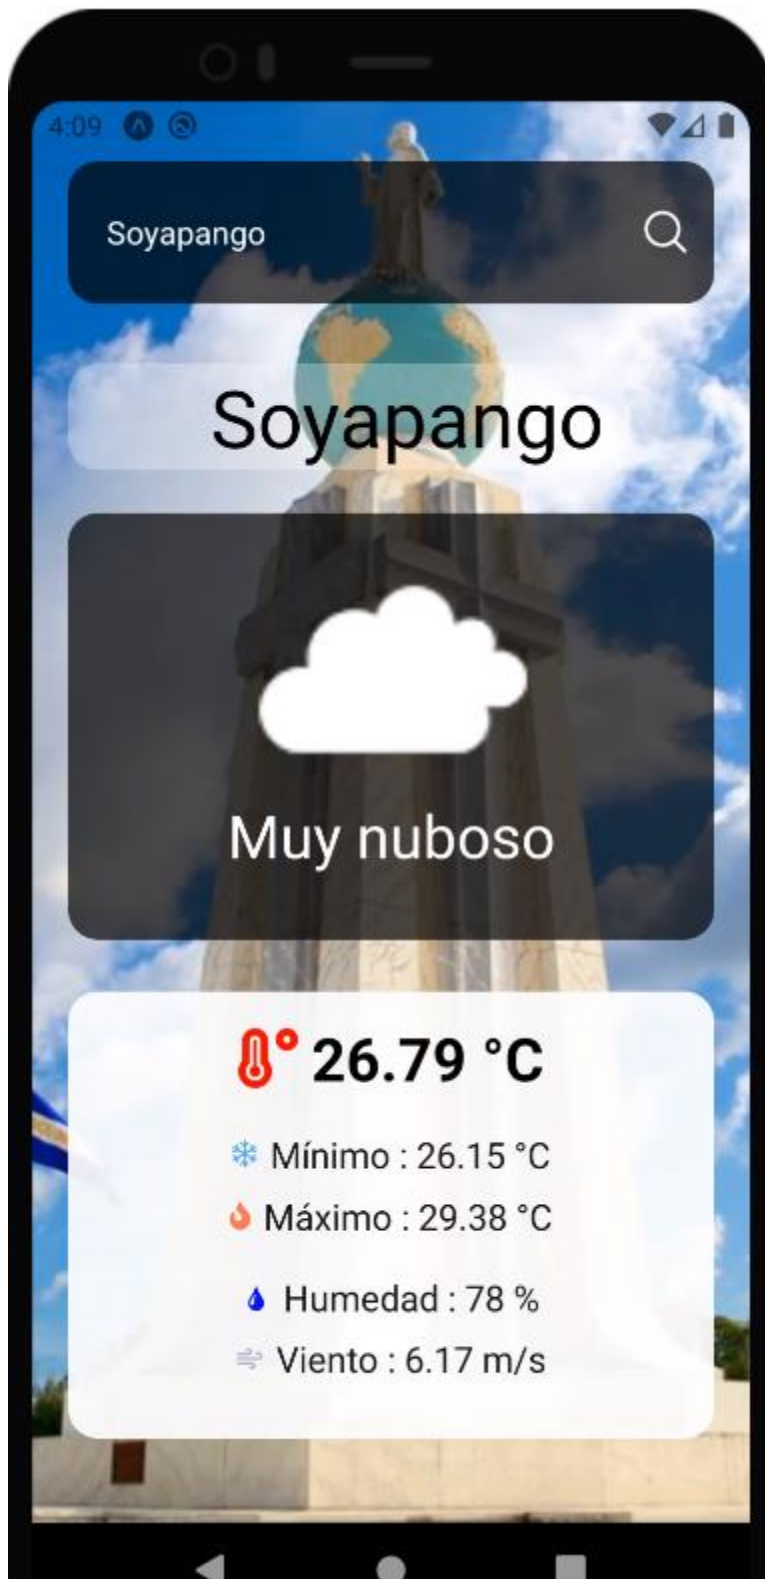 4:09
Soyapango
Soyapango
Muy nuboso
26.79 °C
Mínimo : 26.15 °C
Máximo : 29.38 °C
Humedad : 78 %
Viento : 6.17 m/s